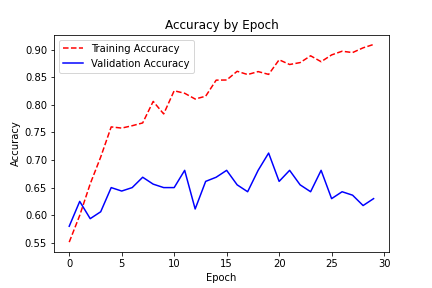 Accuracy by Epoch
Training Accuracy
Validation Accuracy
Accuracy
0.90
0.85
0.80
0.75
0.70
0.65
0.60
0.55
0 5 10 15 20 25 30
Epoch